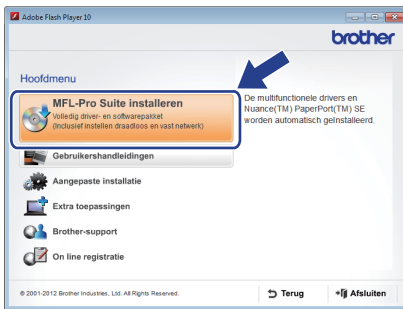 Adobe Flash Player 10
brother
Hoofdmenu
MFL-Pro Suite installeren
Volledig driver- en softwarepakket
(Inclusief instellen draadloos en vast netwerk)
De multifunctionele drivers en
Nuance(TM) PaperPort(TM) SE
worden automatisch geïnstalleerd.
Gebruikershandleidingen
Aangepaste installatie
Extra toepassingen
Brother-support
On line registratie
© 2001-2012 Brother Industries, Ltd. All Rights Reserved.
Terug
Afsluiten